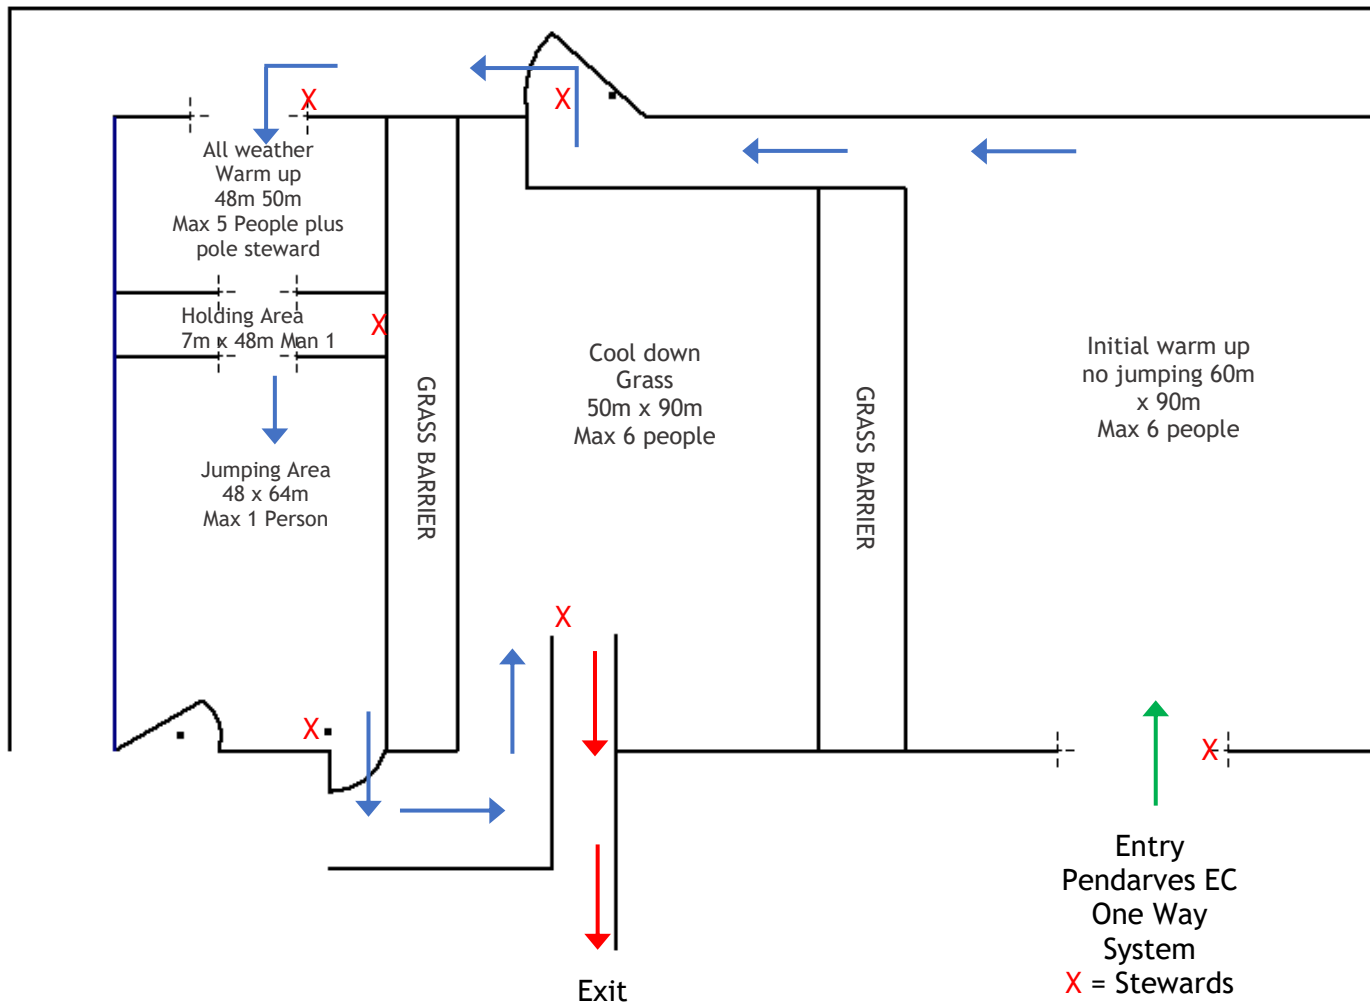 X
X
All weather
Warm up
48m 50m
Max 5 People plus
pole steward
Holding Area
7m x 48m Man 1
X
Jumping Area
48 x 64m
Max 1 Person
X
GRASS BARRIER
Cool down
Grass
50m x 90m
Max 6 people
X
GRASS BARRIER
Initial warm up
no jumping 60m
x 90m
Max 6 people
X
Exit
Entry
Pendarves EC
One Way
System
X = Stewards